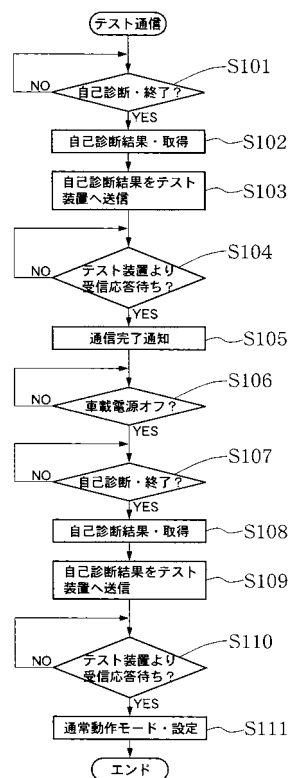 テスト通信
S101
自己診断・終了?
NO
YES
自己診断結果・取得
S102
自己診断結果をテスト
装置へ送信
S103
S104
テスト装置より
受信応答待ち?
NO
YES
通信完了通知
S105
S106
車載電源オフ?
NO
YES
S107
自己診断・終了?
NO
YES
自己診断結果・取得
S108
自己診断結果をテスト
装置へ送信
S109
S110
テスト装置より
受信応答待ち?
NO
YES
通常動作モード・設定
S111
エンド